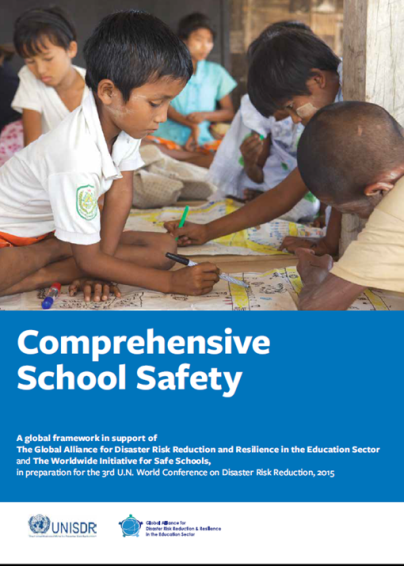 Comprehensive
School Safety
A global framework in support of
The Global Alliance for Disaster Risk Reduction and Resilience in the Education Sector
and The Worldwide Initiative for Safe Schools,
in preparation for the 3rd U.N. World Conference on Disaster Risk Reduction, 2015
UNISDR
Global Alliance for
Disaster Risk Reduction & Resilience
in the Education Sector